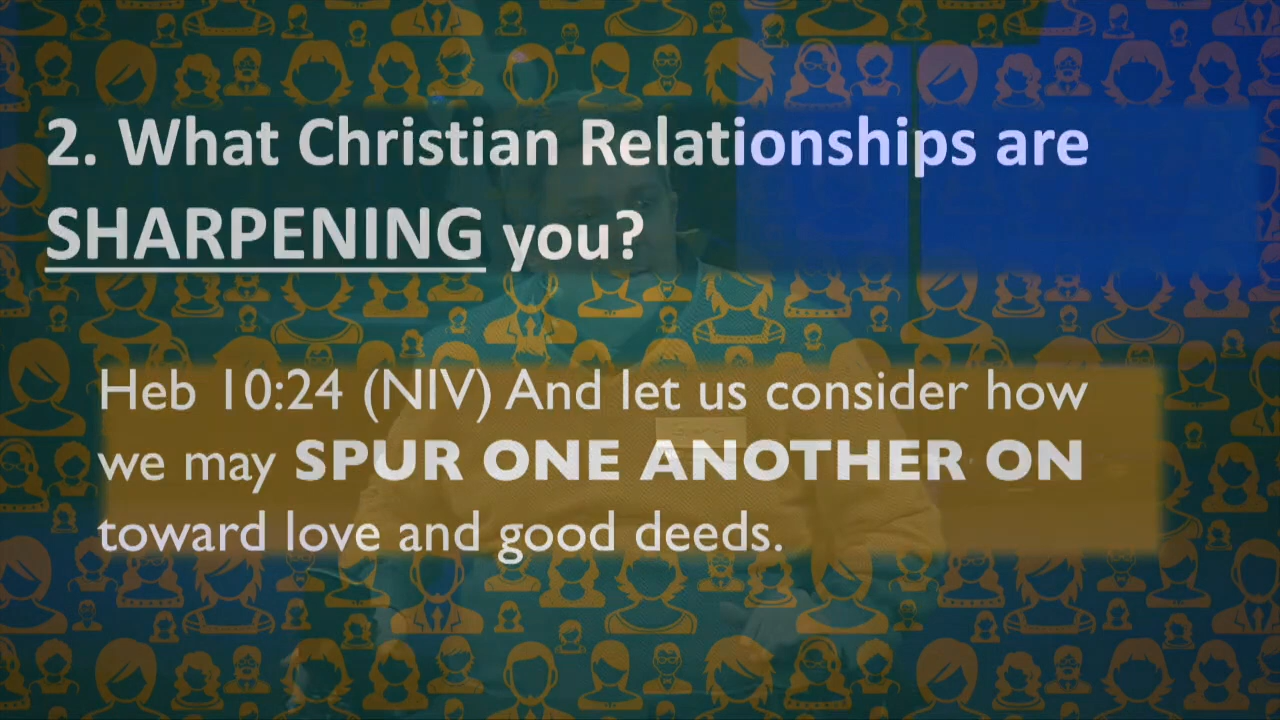 2. What Christian Relationships are
SHARPENING you?
Heb 10:24 (NIV) And let us consider how
we may SPUR ONE ANOTHER ON
toward love and good deeds.